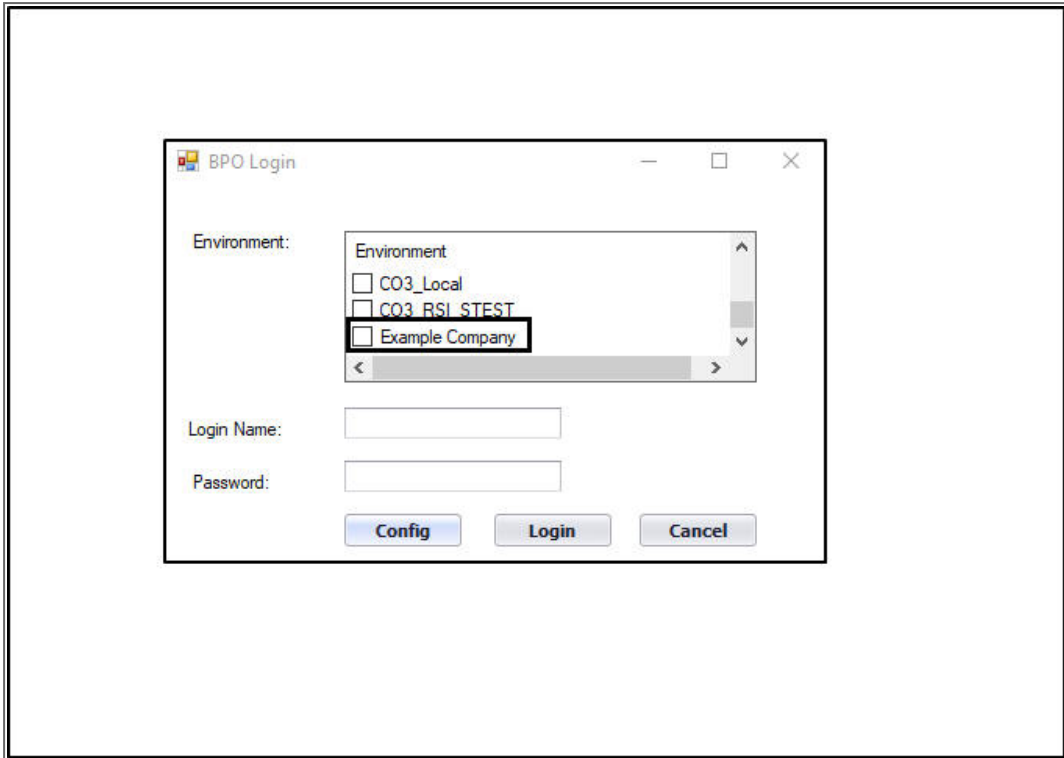 BPO Login
Environment:
Environment
CO3_Local
CO3_RSI_STEST
Example Company
Login Name:
Password:
Config Login Cancel